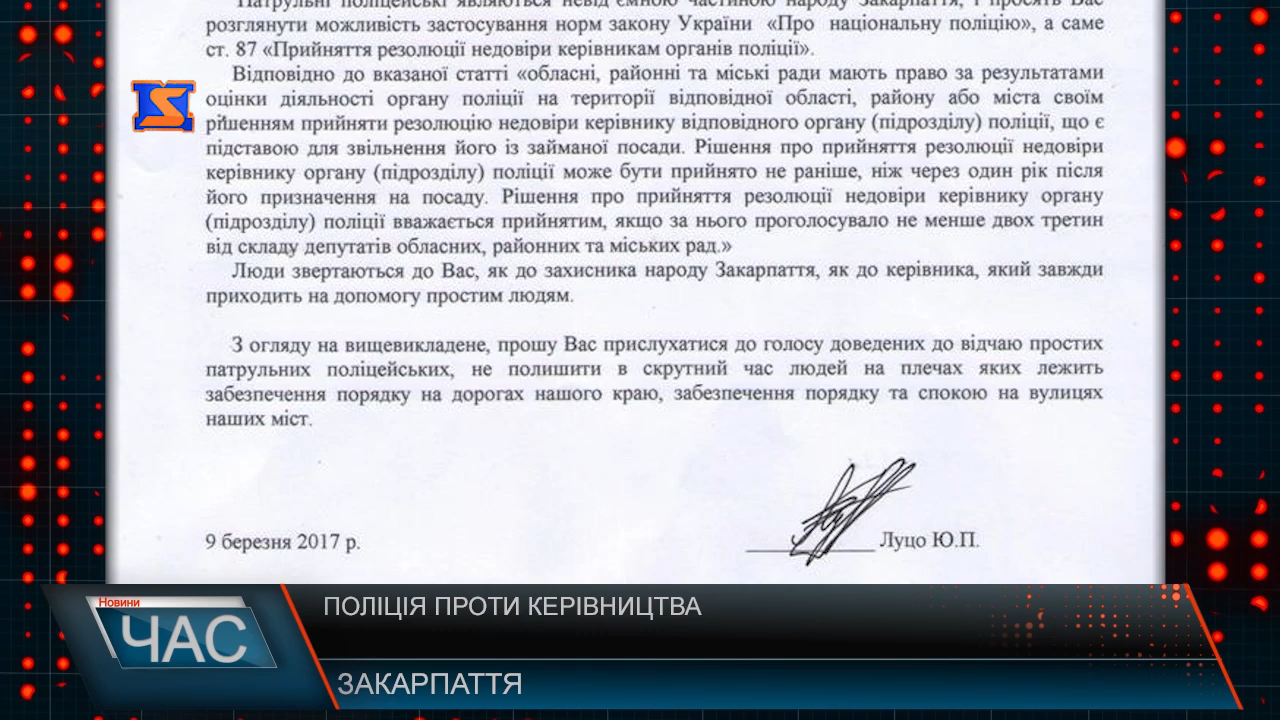 Патрульні поліцейські являються невід'ємною частиною народу Закарпаття, і просять Вас
розглянути можливість застосування норм закону України «Про національну поліцію», а саме
ст. 87 «Прийняття резолюції недовіри керівникам органів поліції».
Відповідно до вказаної статті «обласні, районні та міські ради мають право за результатами
оцінки діяльності органу поліції на території відповідної області, району або міста своїм
рішенням прийняти резолюцію недовіри керівнику відповідного органу (підрозділу) поліції, що є
підставою для звільнення його із займаної посади. Рішення про прийняття резолюції недовіри
керівнику органу (підрозділу) поліції може бути прийнято не раніше, ніж через один рік після
його призначення на посаду. Рішення про прийняття резолюції недовіри керівнику органу
(підрозділу) поліції вважається прийнятим, якщо за нього проголосувало не менше двох третин
від складу депутатів обласних, районних та міських рад.»
Люди звертаються до Вас, як до захисника народу Закарпаття, як до керівника, який завжди
приходить на допомогу простим людям.
З огляду на вищевикладене, прошу Вас прислухатися до голосу доведених до відчаю простих
патрульних поліцейських, не полишити в скрутний час людей на плечах яких лежить
забезпечення порядку на дорогах нашого краю, забезпечення порядку та спокою на вулицях
наших міст.
9 березня 2017 р. Луцо Ю.П.
Новини
ЧАС
ПОЛІЦІЯ ПРОТИ КЕРІВНИЦТВА
ЗАКАРПАТТЯ